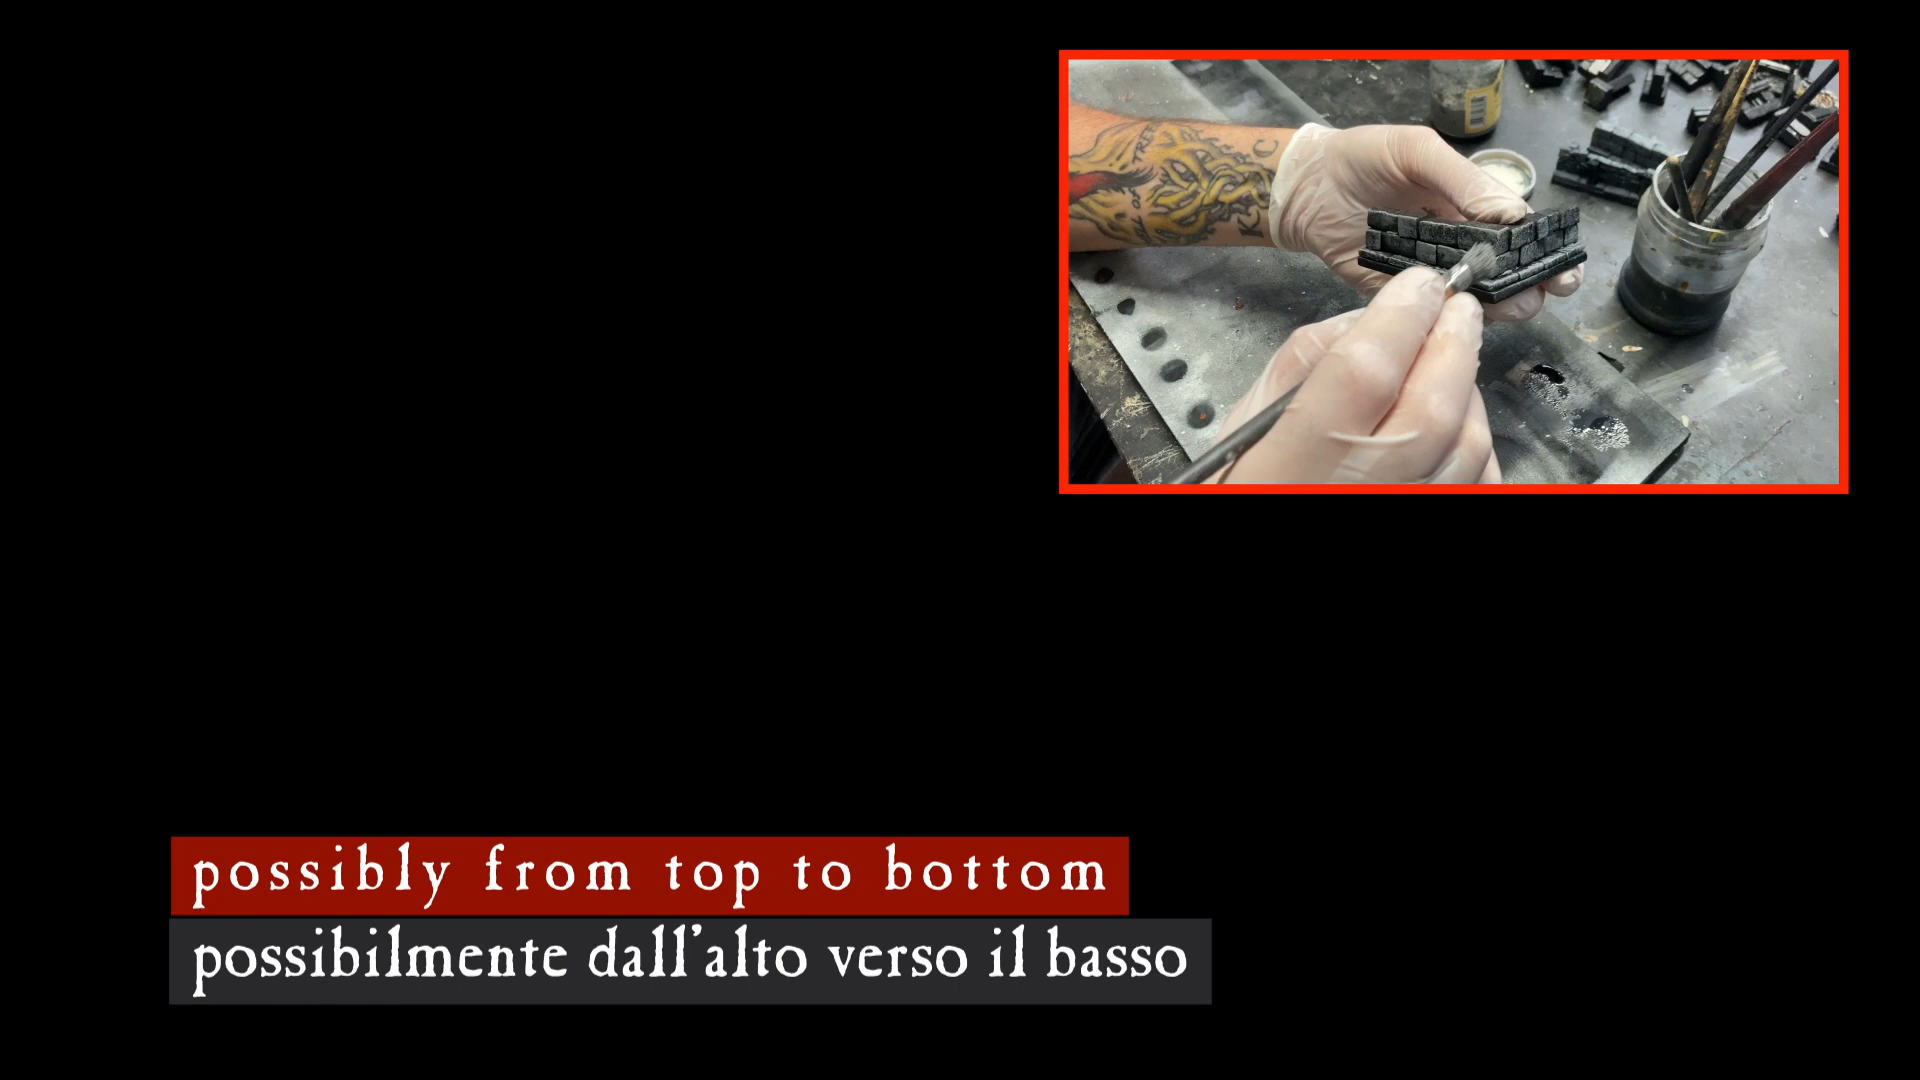 possibly from top to bottom
possibilmente dall'alto verso il basso